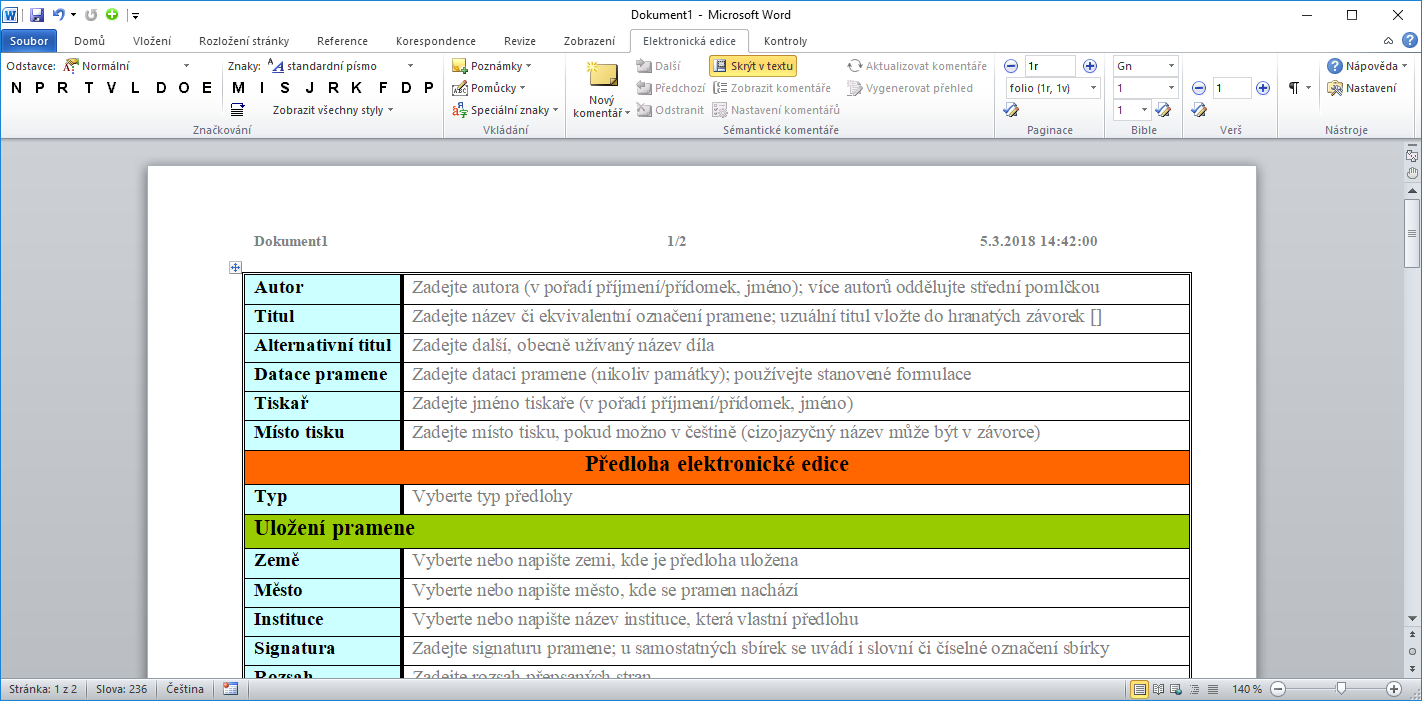 Dokument1 - Microsoft Word
Soubor Domů Vložení Rozložení stránky Reference Korespondence Revize Zobrazení Elektronická edice Kontroly
Odstavce: Normální Znaky: standardní písmo
N P R T V L D O E M I S J R K F D P
Zobrazit všechny styly
Značkování
Poznámky
Pomůcky
Speciální znaky
Vkládání
Nový
komentář
Další
Předchozí
Odstranit
Skrýt v textu
Zobrazit komentáře
Nastavení komentářů
Aktualizovat komentáře
Vygenerovat přehled
Sémantické komentáře
1r
folio (1r, 1v)
Paginace
Gn
1
1
Bible
1
Verš
¶
Nápověda
Nastavení
Nástroje
Dokument1 1/2 5.3.2018 14:42:00
Autor Zadejte autora (v pořadí příjmení/přídomek, jméno); více autorů oddělujte střední pomlčkou
Titul Zadejte název či ekvivalentní označení pramene; uzuální titul vložte do hranatých závorek []
Alternativní titul Zadejte další, obecně užívaný název díla
Datace pramene Zadejte dataci pramene (nikoliv památky); používejte stanovené formulace
Tiskař Zadejte jméno tiskaře (v pořadí příjmení/přídomek, jméno)
Místo tisku Zadejte místo tisku, pokud možno v češtině (cizojazyčný název může být v závorce)
Předloha elektronické edice
Typ Vyberte typ předlohy
Uložení pramene
Země Vyberte nebo napište zemi, kde je předloha uložena
Město Vyberte nebo napište město, kde se pramen nachází
Instituce Vyberte nebo napište název instituce, která vlastní předlohu
Signatura Zadejte signaturu pramene; u samostatných sbírek se uvádí i slovní či číselné označení sbírky
Rozsah Zadejte rozsah přepsaných stran
Stránka: 1 z 2 Slova: 236 Čeština 140 %